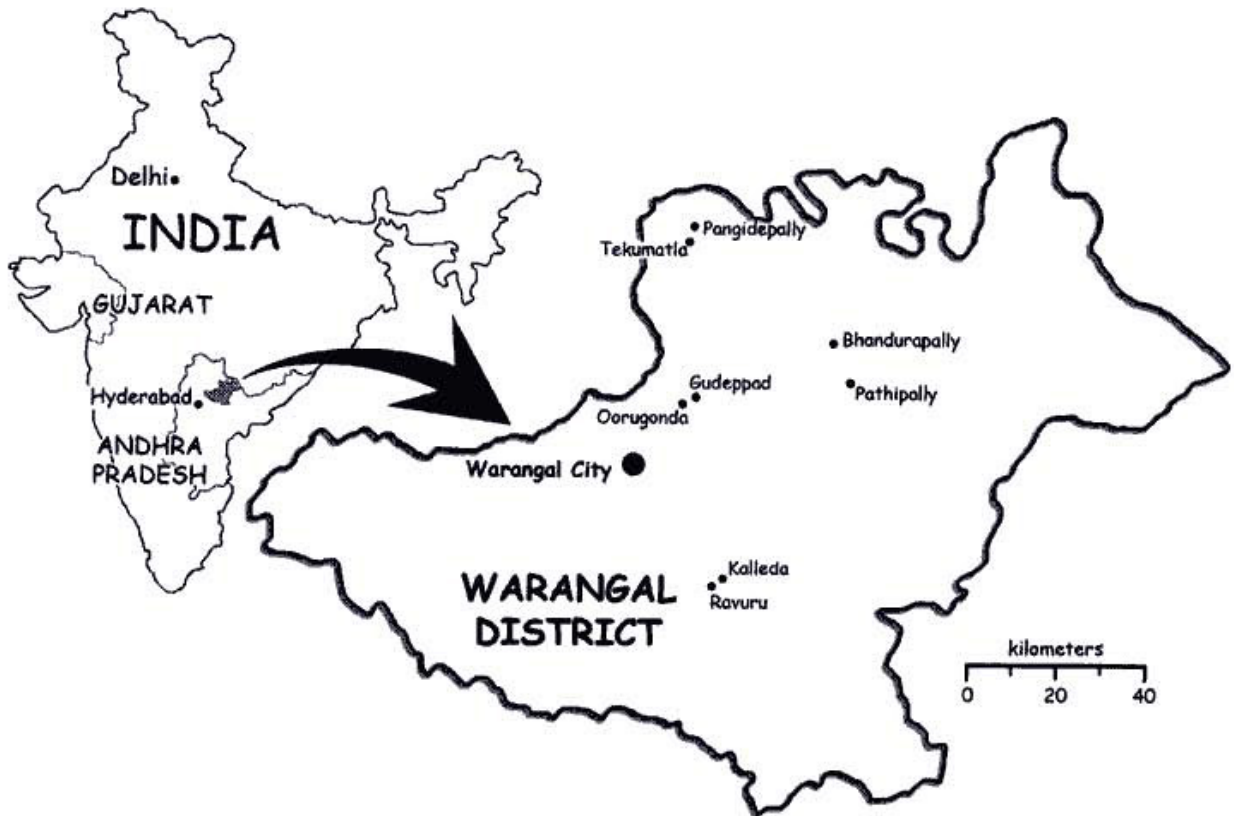 Delhi
INDIA
GUJARAT
Hyderabad
ANDHRA
PRADESH
Pangidepally
Tekumatla
Bhandurapally
Pathipally
Gudeppad
Oorugonda
Warangal City
WARANGAL
DISTRICT
Kalleda
Ravuru
kilometers
0 20 40